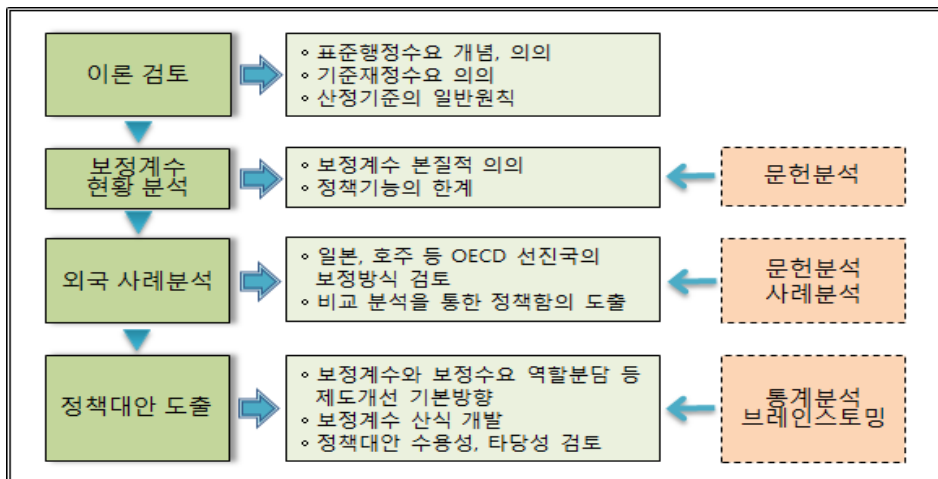 이론 검토
◦ 표준행정수요 개념, 의의
◦ 기준재정수요 의의
◦ 산정기준의 일반원칙
보정계수
현황 분석
◦ 보정계수 본질적 의의
◦ 정책기능의 한계
문헌분석
외국 사례분석
◦ 일본, 호주 등 OECD 선진국의
보정방식 검토
◦ 비교 분석을 통한 정책함의 도출
문헌분석
사례분석
정책대안 도출
◦ 보정계수와 보정수요 역할분담 등
제도개선 기본방향
◦ 보정계수 산식 개발
◦ 정책대안 수용성, 타당성 검토
통계분석
브레인스토밍